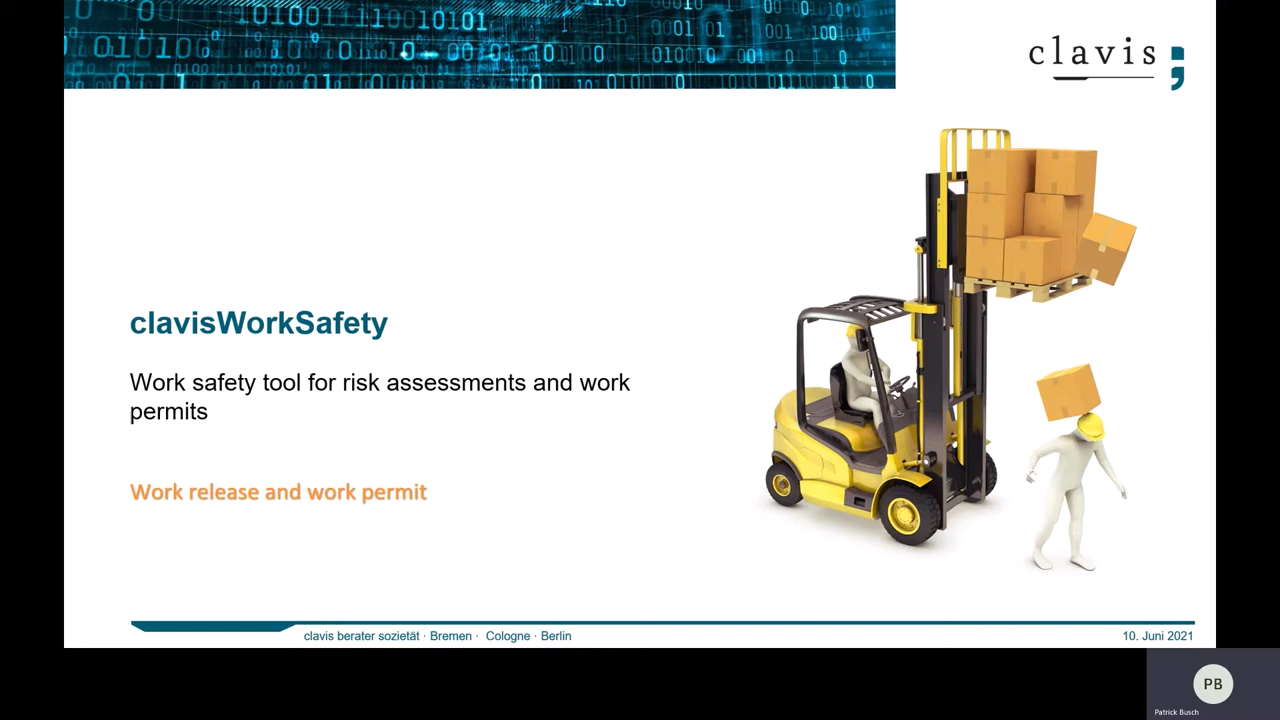 clavis
clavisWorkSafety
Work safety tool for risk assessments and work
permits
Work release and work permit
clavis berater sozietät · Bremen · Cologne · Berlin
10. Juni 2021
PB
Patrick Busch